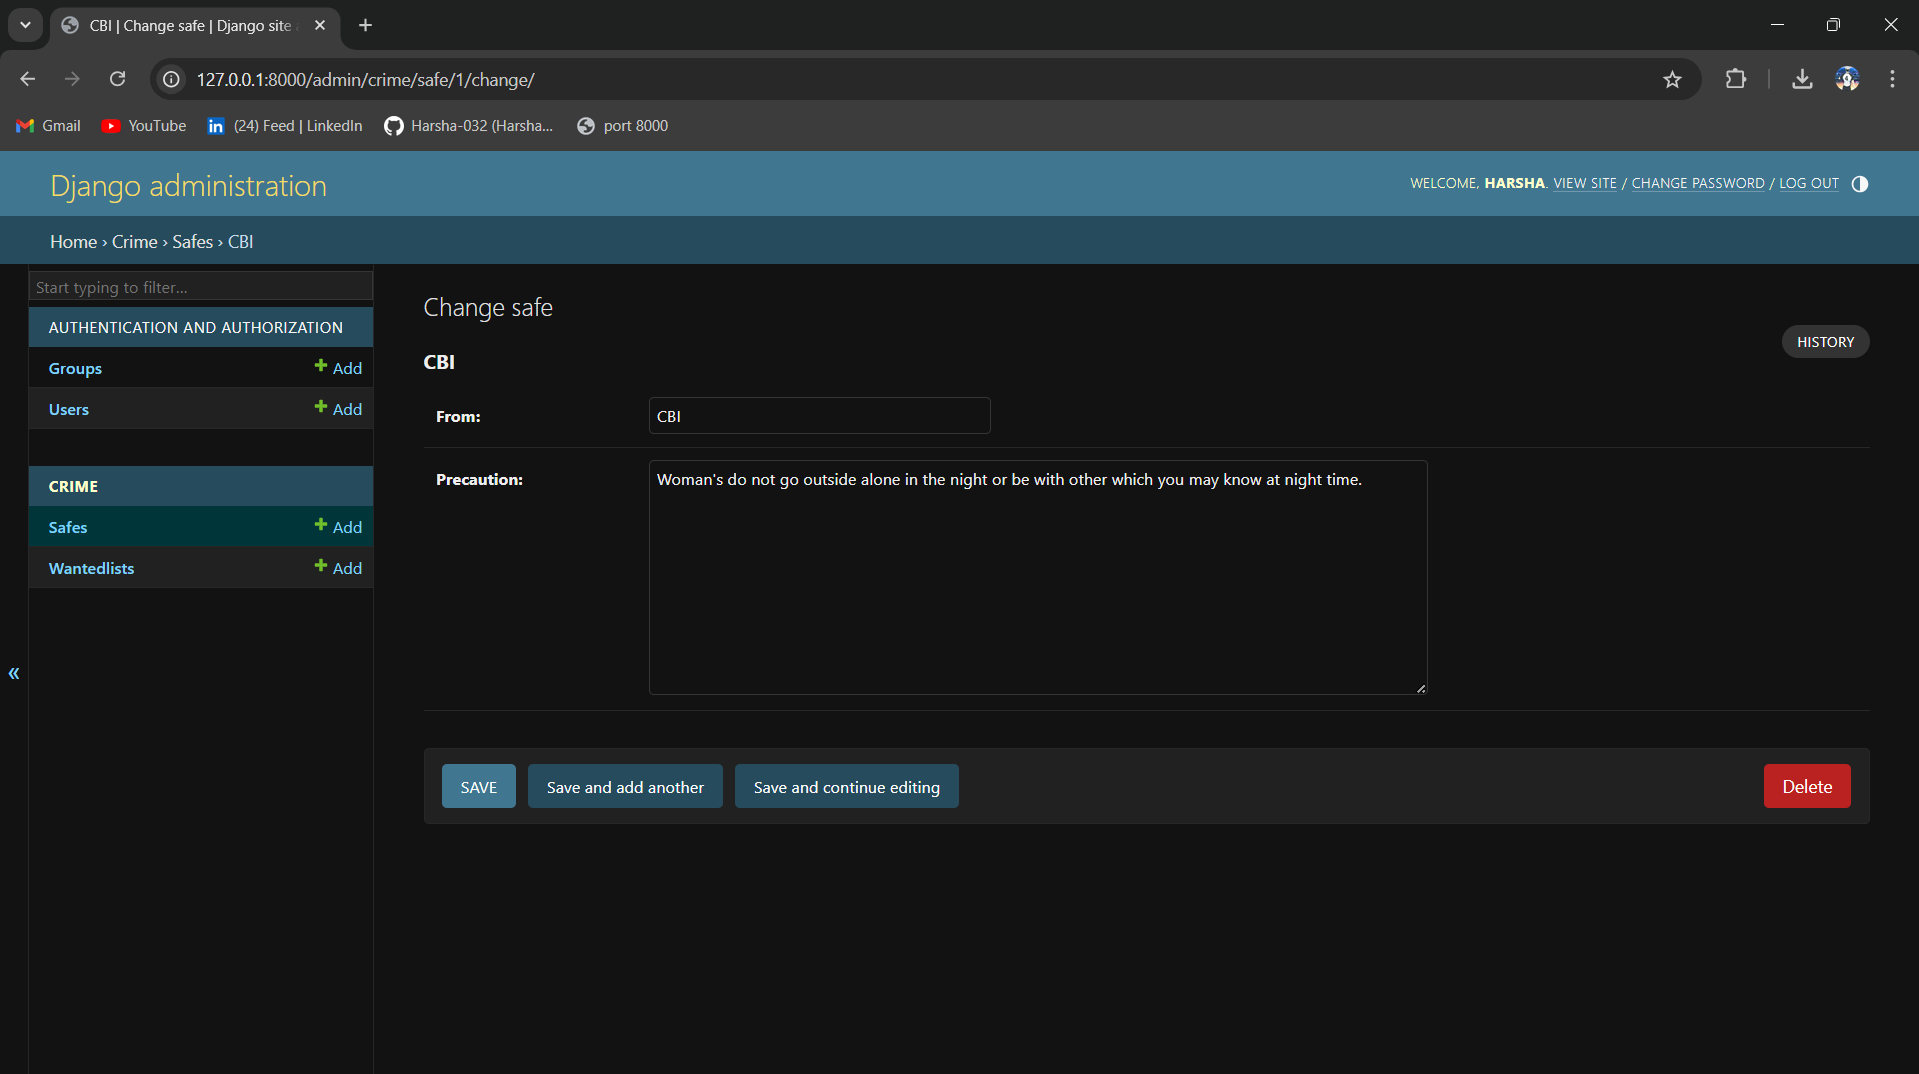 CBI | Change safe | Django site
127.0.0.1:8000/admin/crime/safe/1/change/
Gmail YouTube (24) Feed | LinkedIn Harsha-032 (Harsha... port 8000
Django administration
WELCOME, HARSHA. VIEW SITE / CHANGE PASSWORD / LOG OUT
Home › Crime › Safes › CBI
Start typing to filter...
AUTHENTICATION AND AUTHORIZATION
Groups + Add
Users + Add
CRIME
Safes + Add
Wantedlists + Add
«
Change safe
HISTORY
CBI
From: CBI
Precaution: Woman's do not go outside alone in the night or be with other which you may know at night time.
SAVE Save and add another Save and continue editing Delete